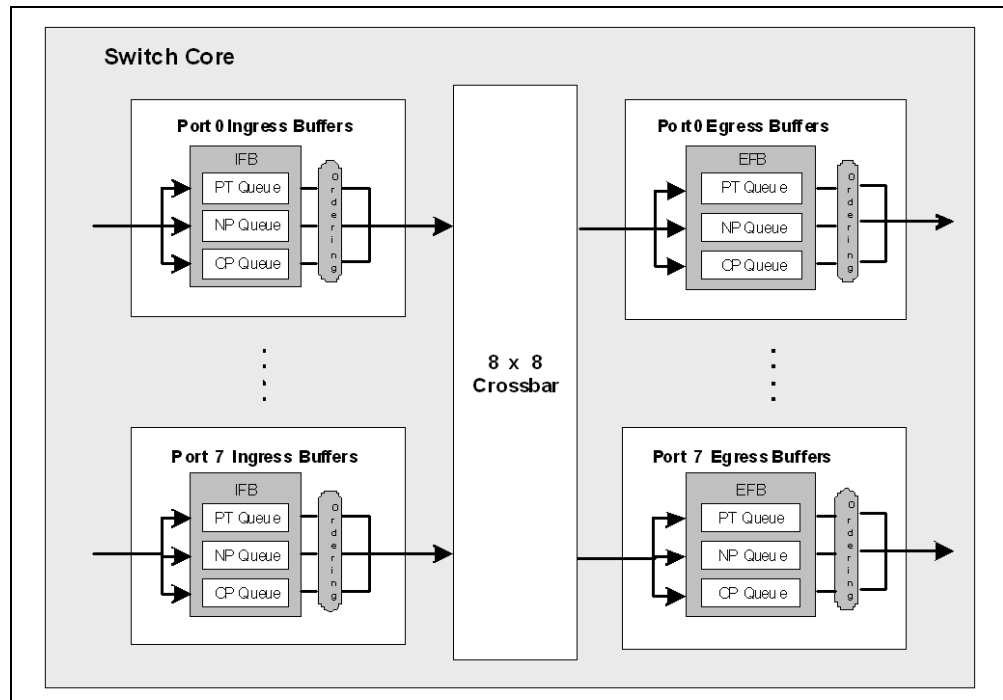 Switch Core
Port 0 Ingress Buffers
IFB
PT Queue
NP Queue
CP Queue
Ordering
Port0 Egress Buffers
EFB
PT Queue
NP Queue
CP Queue
Ordering
8 x 8
Crossbar
Port 7 Ingress Buffers
IFB
PT Queue
NP Queue
CP Queue
Ordering
Port 7 Egress Buffers
EFB
PT Queue
NP Queue
CP Queue
Ordering